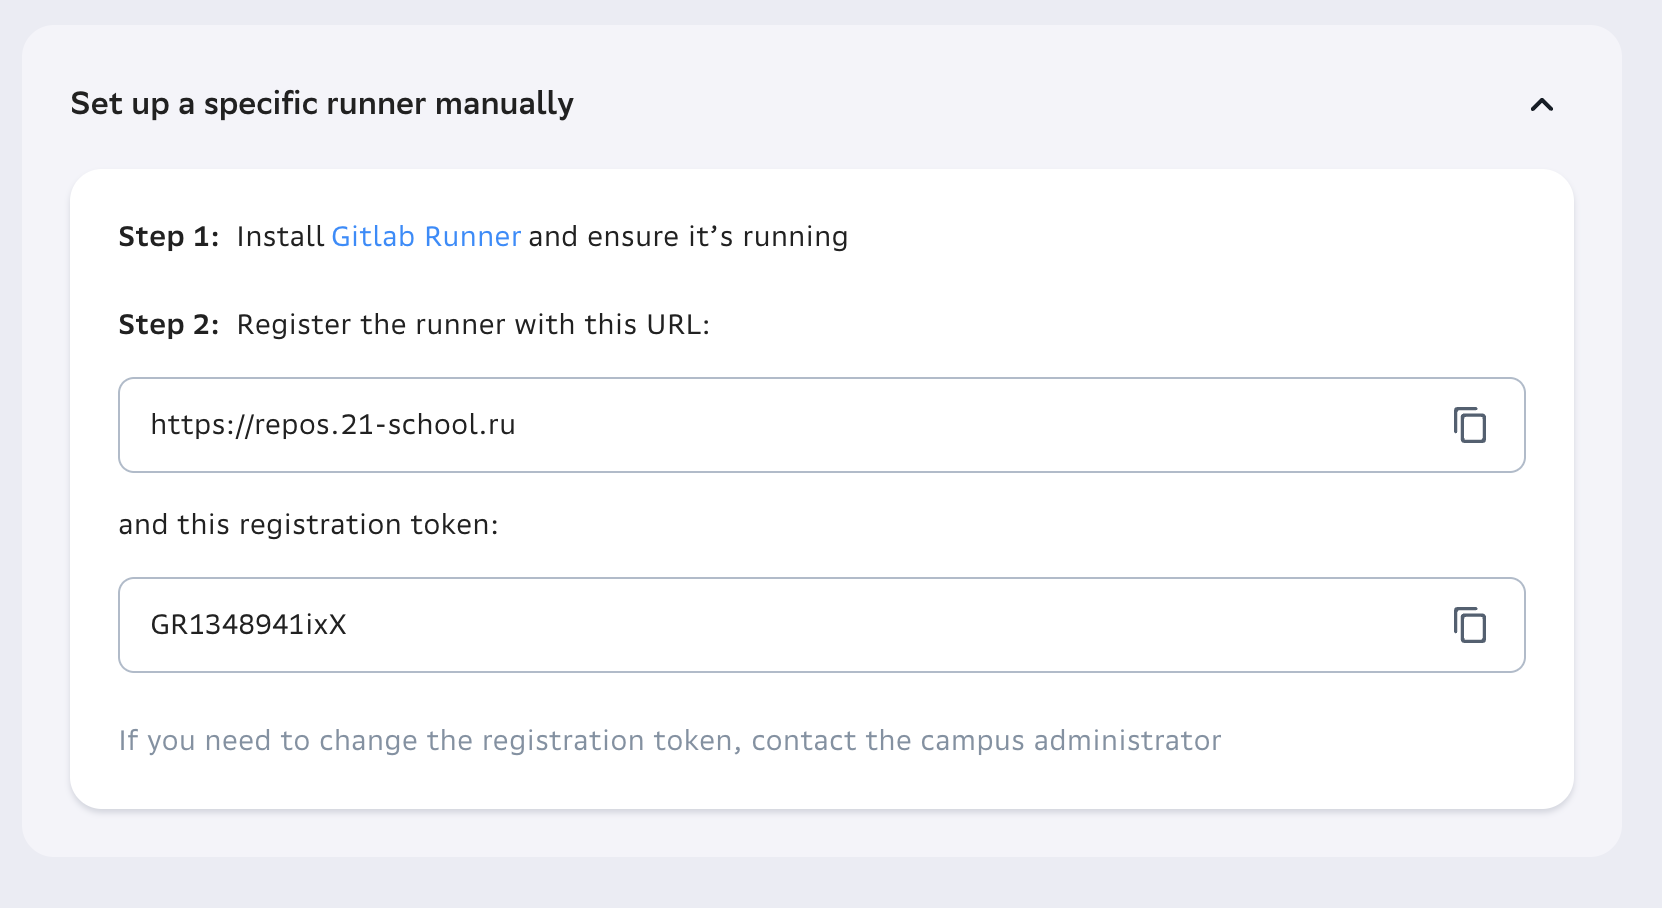 Set up a specific runner manually
Step 1: Install Gitlab Runner and ensure it’s running
Step 2: Register the runner with this URL:
https://repos.21-school.ru
and this registration token:
GR1348941ixX
If you need to change the registration token, contact the campus administrator